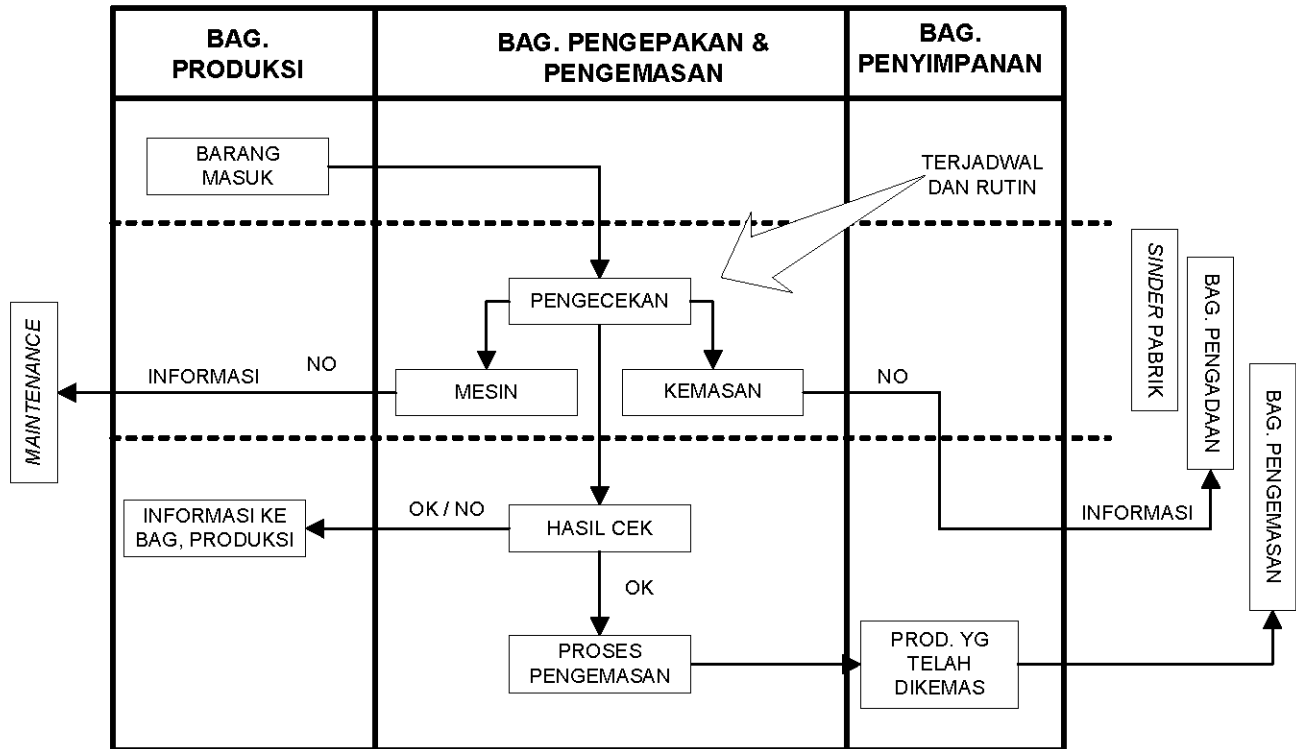 BAG.
PRODUKSI
BAG. PENGEPAKAN &
PENGEMASAN
BAG.
PENYIMPANAN
BARANG
MASUK
TERJADWAL
DAN RUTIN
PENGECEKAN
MESIN
KEMASAN
NO
INFORMASI
NO
MAINTENANCE
SINDER PABRIK
BAG. PENGADAAN
BAG. PENGEMASAN
INFORMASI KE
BAG, PRODUKSI
OK / NO
HASIL CEK
INFORMASI
OK
PROSES
PENGEMASAN
PROD. YG
TELAH
DIKEMAS